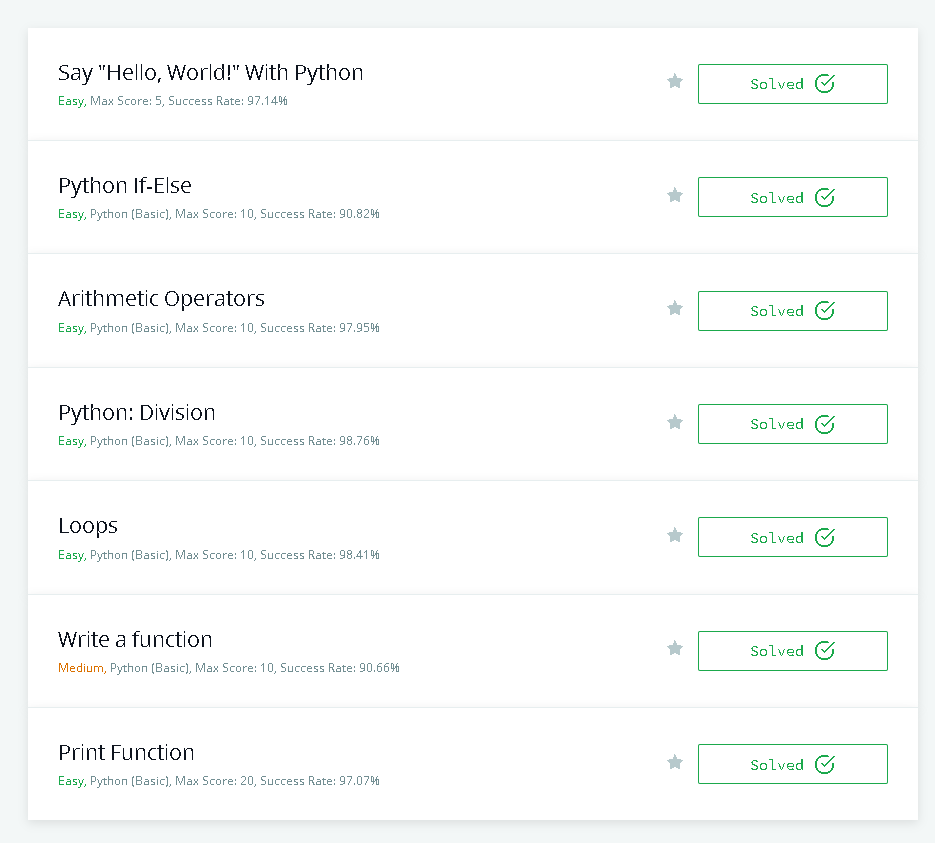 Say "Hello, World!" With Python
Easy, Max Score: 5, Success Rate: 97.14%
Solved
Python If-Else
Easy, Python (Basic), Max Score: 10, Success Rate: 90.82%
Solved
Arithmetic Operators
Easy, Python (Basic), Max Score: 10, Success Rate: 97.95%
Solved
Python: Division
Easy, Python (Basic), Max Score: 10, Success Rate: 98.76%
Solved
Loops
Easy, Python (Basic), Max Score: 10, Success Rate: 98.41%
Solved
Write a function
Medium, Python (Basic), Max Score: 10, Success Rate: 90.66%
Solved
Print Function
Easy, Python (Basic), Max Score: 20, Success Rate: 97.07%
Solved